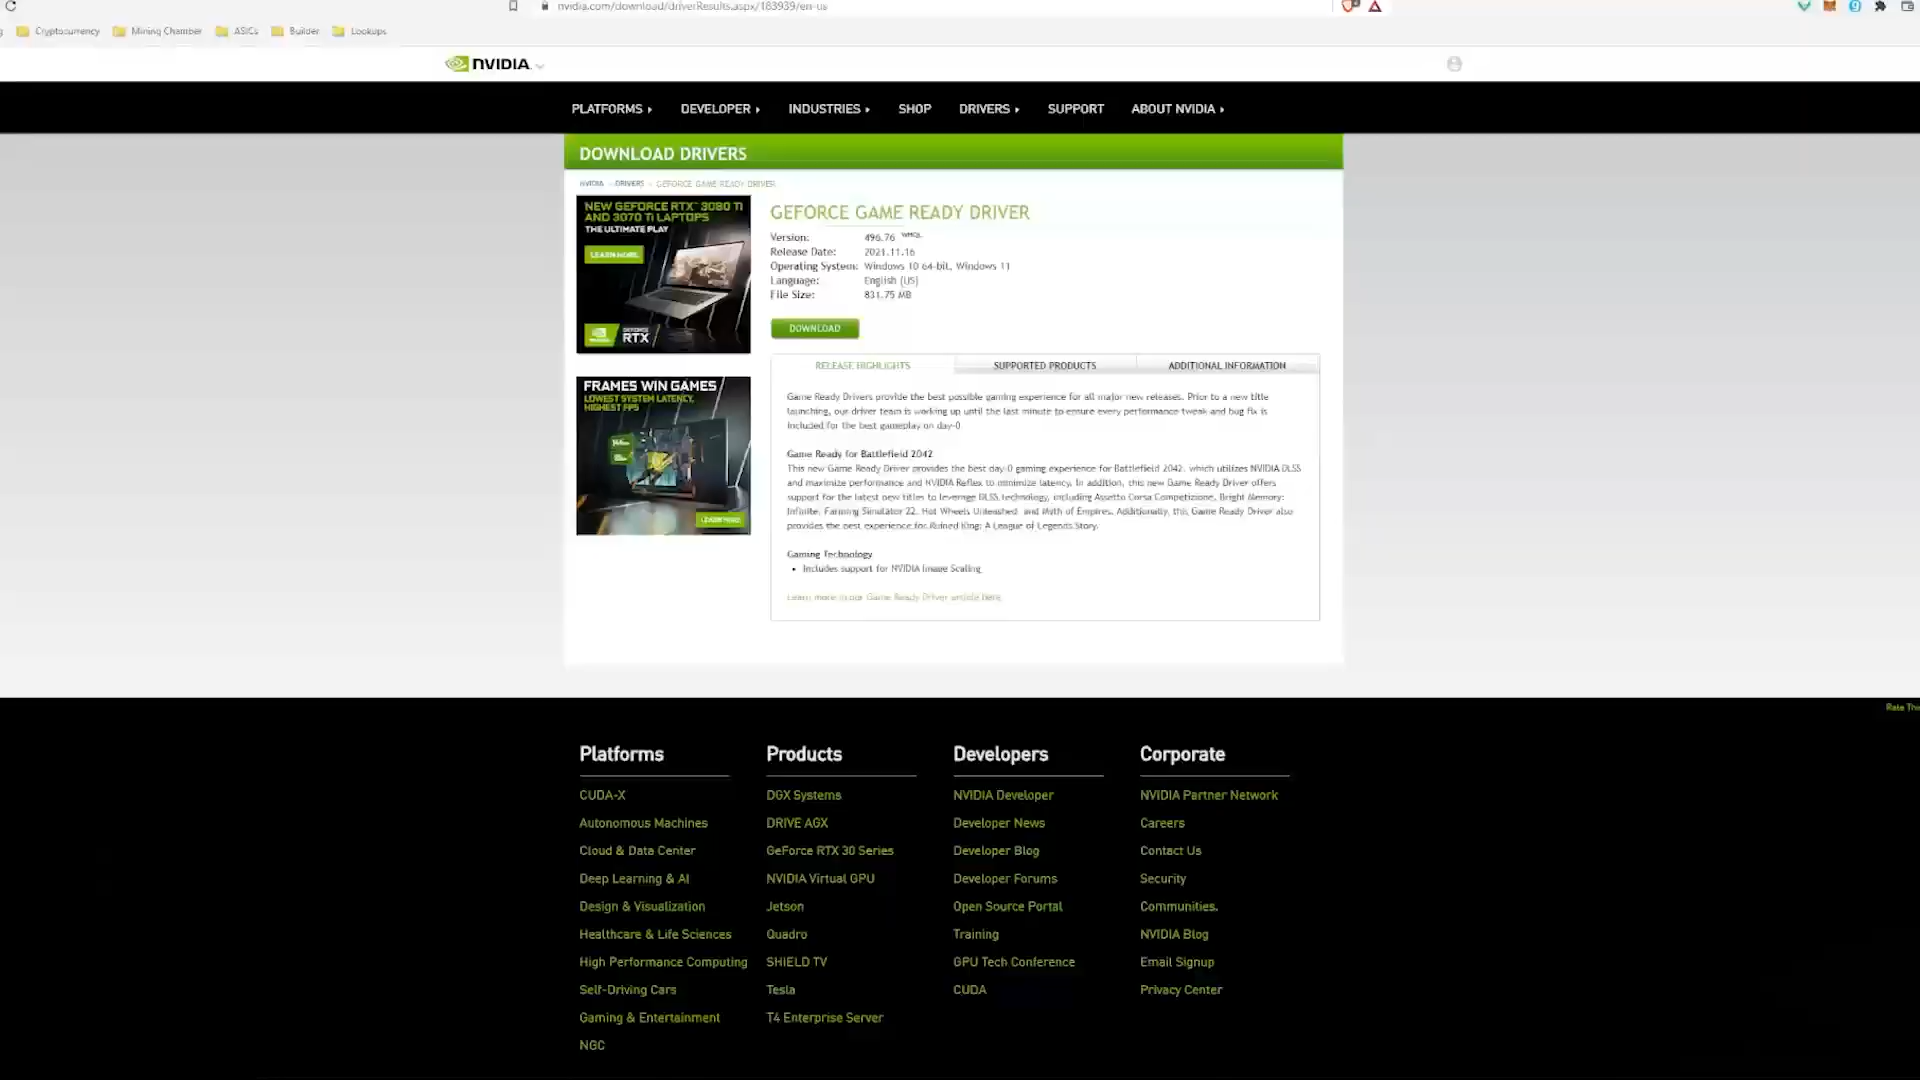 nvidia.com/download/driverResults.aspx/183939/en-us
Cryptocurrency Mining Chamber ASICs Builder Lookups
NVIDIA
PLATFORMS DEVELOPER INDUSTRIES SHOP DRIVERS SUPPORT ABOUT NVIDIA
DOWNLOAD DRIVERS
NVIDIA DRIVERS GEFORCE GAME READY DRIVER
NEW GEFORCE RTX™ 3080 TI
AND 3070 TI LAPTOPS
THE ULTIMATE PLAY
LEARN MORE
GEFORCE
RTX
FRAMES WIN GAMES
LOWEST SYSTEM LATENCY,
HIGHEST FPS
LEARN MORE
GEFORCE GAME READY DRIVER
Version: 496.76 WHQL
Release Date: 2021.11.16
Operating System: Windows 10 64-bit, Windows 11
Language: English (US)
File Size: 831.75 MB
DOWNLOAD
RELEASE HIGHLIGHTS SUPPORTED PRODUCTS ADDITIONAL INFORMATION
Game Ready Drivers provide the best possible gaming experience for all major new releases. Prior to a new title
launching, our driver team is working up until the last minute to ensure every performance tweak and bug fix is
included for the best gameplay on day-0
Game Ready for Battlefield 2042
This new Game Ready Driver provides the best day-0 gaming experience for Battlefield 2042, which utilizes NVIDIA DLSS
and maximize performance and NVIDIA Reflex to minimize latency. In addition, this new Game Ready Driver offers
support for the latest new titles to leverage DLSS technology, including Assetto Corsa Competizione, Bright Memory:
Infinite, Farming Simulator 22, Hot Wheels Unleashed, and Myth of Empires. Additionally, this Game Ready Driver also
provides the best experience for Ruined King: A League of Legends Story.
Gaming Technology
• Includes support for NVIDIA Image Scaling
Learn more in our Game Ready Driver article here.
Rate Thi
Platforms
CUDA-X
Autonomous Machines
Cloud & Data Center
Deep Learning & AI
Design & Visualization
Healthcare & Life Sciences
High Performance Computing
Self-Driving Cars
Gaming & Entertainment
NGC
Products
DGX Systems
DRIVE AGX
GeForce RTX 30 Series
NVIDIA Virtual GPU
Jetson
Quadro
SHIELD TV
Tesla
T4 Enterprise Server
Developers
NVIDIA Developer
Developer News
Developer Blog
Developer Forums
Open Source Portal
Training
GPU Tech Conference
CUDA
Corporate
NVIDIA Partner Network
Careers
Contact Us
Security
Communities.
NVIDIA Blog
Email Signup
Privacy Center